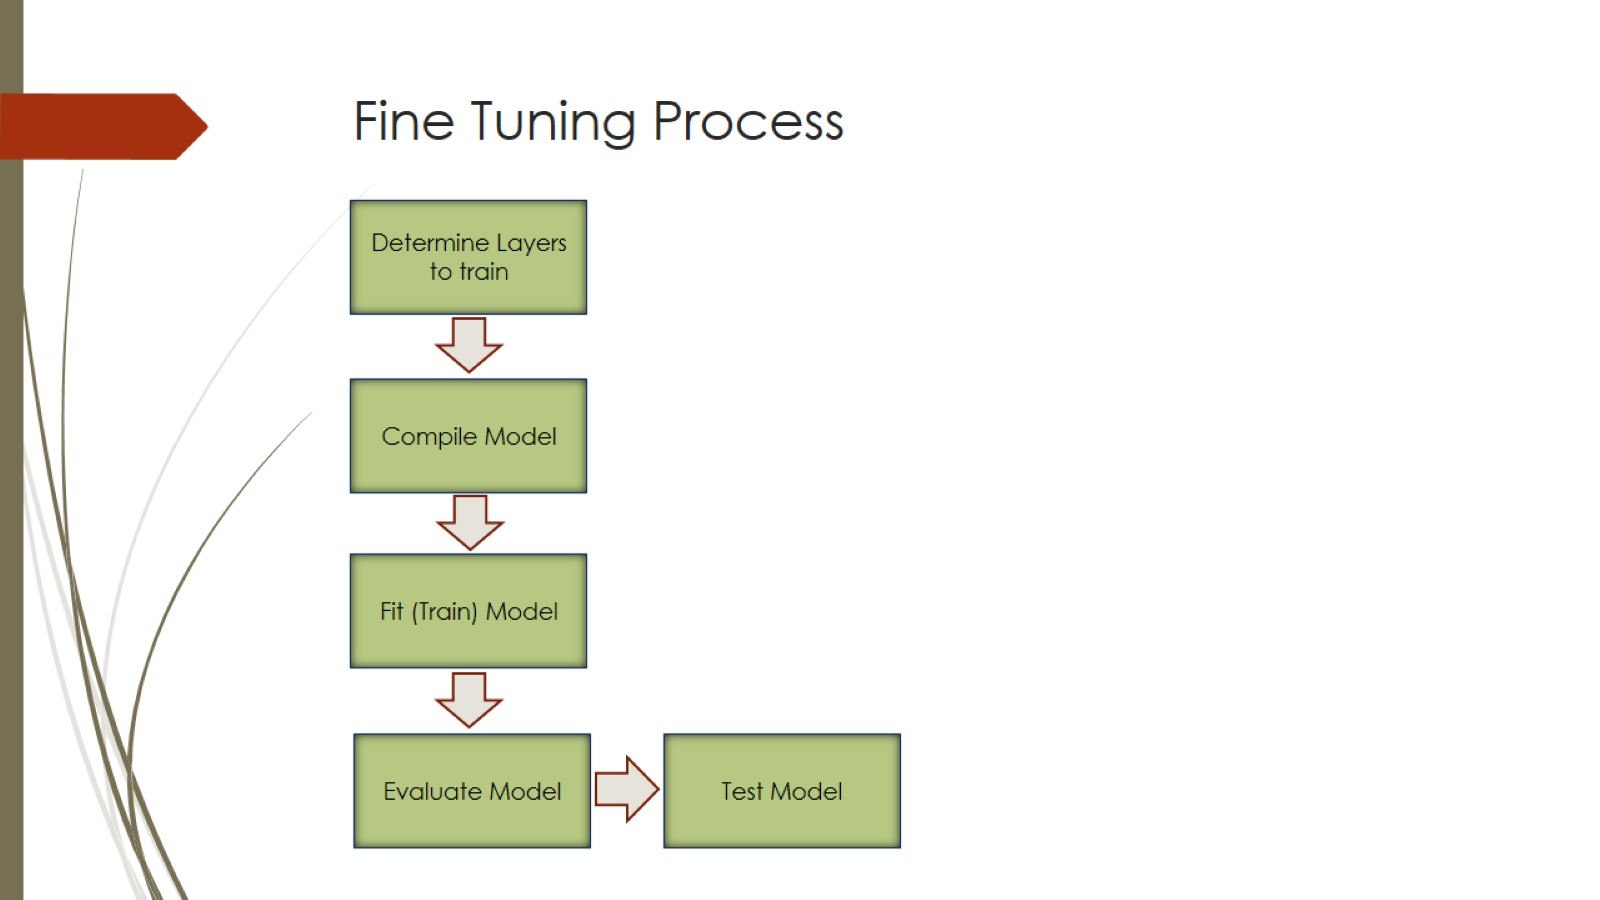 Fine Tuning Process
Determine Layers
to train
Compile Model
Fit (Train) Model
Evaluate Model
Test Model